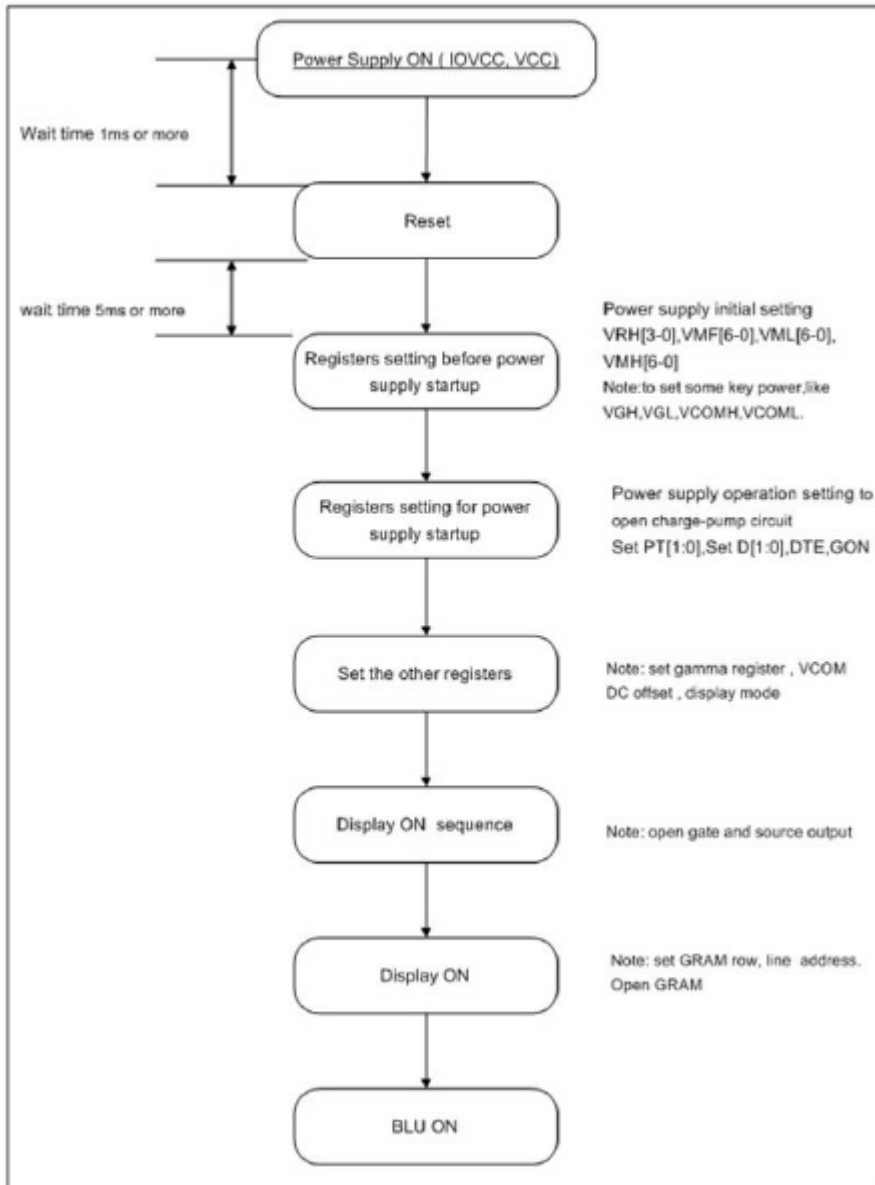 Power Supply ON ( IOVCC, VCC)
Wait time 1ms or more
Reset
wait time 5ms or more
Registers setting before power
supply startup
Power supply initial setting
VRH[3-0],VMF[6-0],VML[6-0],
VMH[6-0]
Note:to set some key power,like
VGH,VGL,VCOMH,VCOML.
Registers setting for power
supply startup
Power supply operation setting to
open charge-pump circuit
Set PT[1:0],Set D[1:0],DTE,GON
Set the other registers
Note: set gamma register , VCOM
DC offset , display mode
Display ON sequence
Note: open gate and source output
Display ON
Note: set GRAM row, line address.
Open GRAM
BLU ON